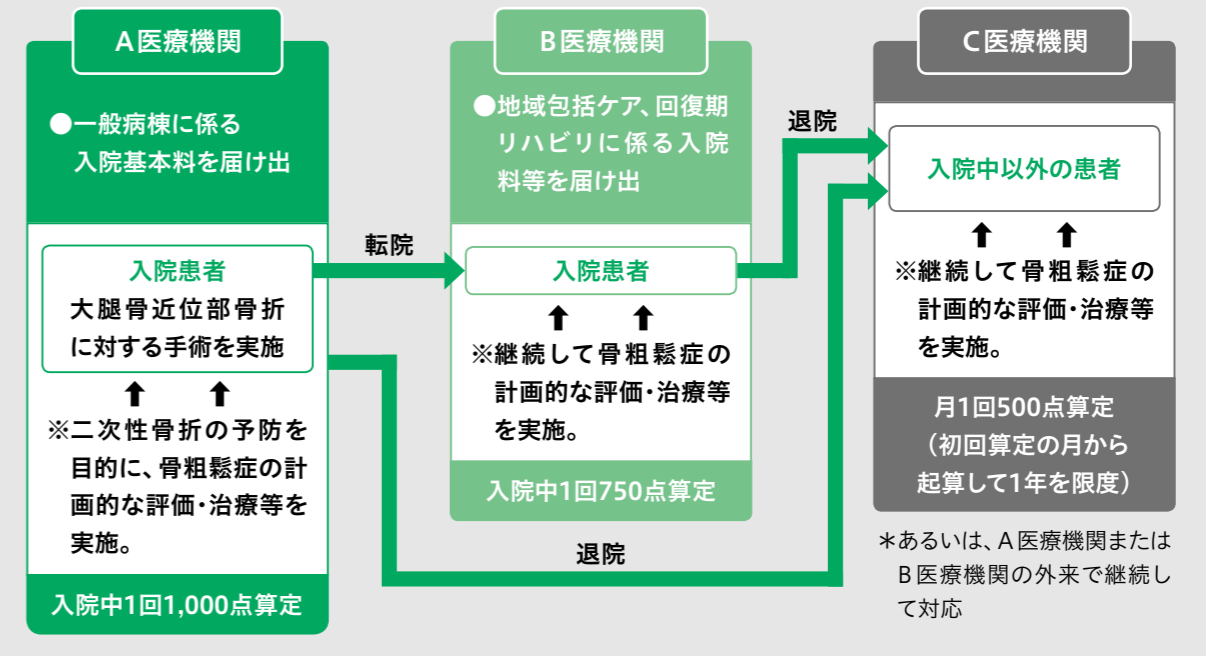 A医療機関
●一般病棟に係る
入院基本料を届け出
入院患者
大腿骨近位部骨折
に対する手術を実施
※二次性骨折の予防を
目的に、骨粗鬆症の計
画的な評価・治療等を
実施。
入院中1回1,000点算定
転院
B医療機関
●地域包括ケア、回復期
リハビリに係る入院
料等を届け出
入院患者
※継続して骨粗鬆症の
計画的な評価・治療等
を実施。
入院中1回750点算定
退院
退院
C医療機関
入院中以外の患者
※継続して骨粗鬆症の
計画的な評価・治療等
を実施。
月1回500点算定
（初回算定の月から
起算して1年を限度）
＊あるいは、A医療機関または
B医療機関の外来で継続し
て対応